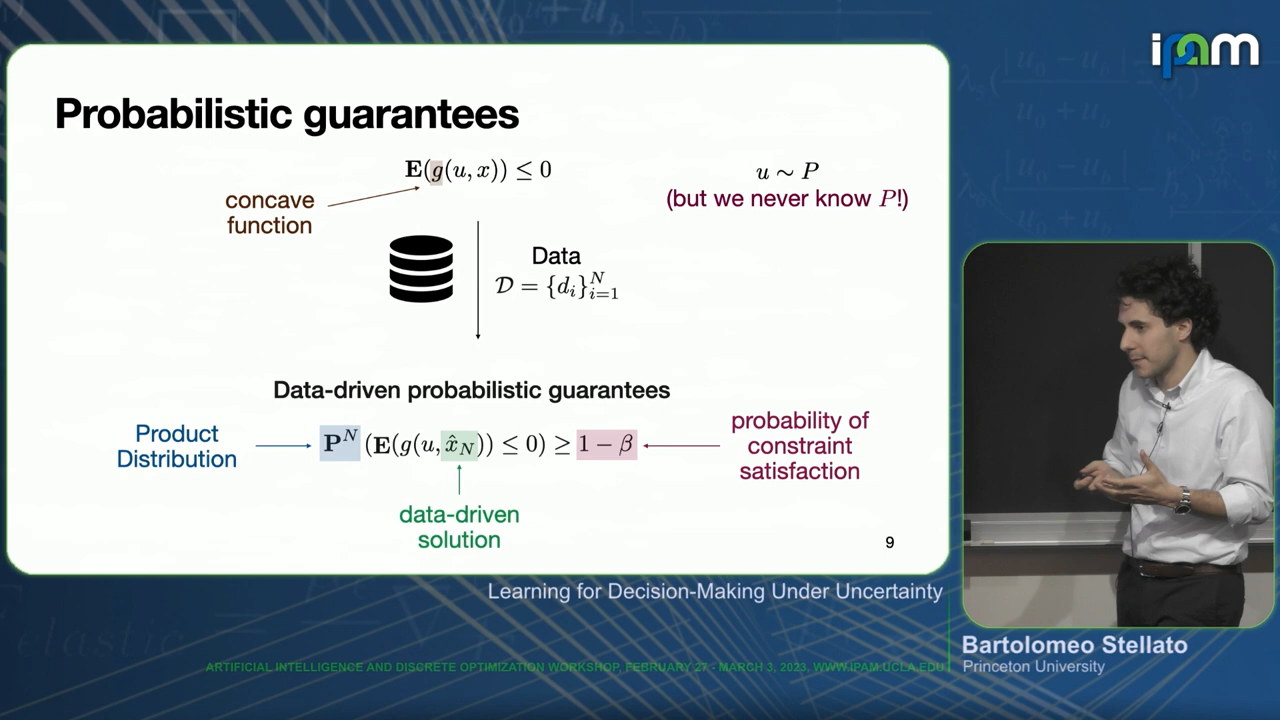 ipam
Probabilistic guarantees
E(g(u, x)) ≤ 0
u ∼ P
(but we never know P!)
concave
function
Data
𝒟 = {d_i}_{i=1}^N
Data-driven probabilistic guarantees
Product
Distribution
P^N (E(g(u, x̂_N)) ≤ 0) ≥ 1 − β
probability of
constraint
satisfaction
data-driven
solution
9
Learning for Decision-Making Under Uncertainty
Bartolomeo Stellato
Princeton University
ARTIFICIAL INTELLIGENCE AND DISCRETE OPTIMIZATION WORKSHOP, FEBRUARY 27 - MARCH 3, 2023, WWW.IPAM.UCLA.EDU